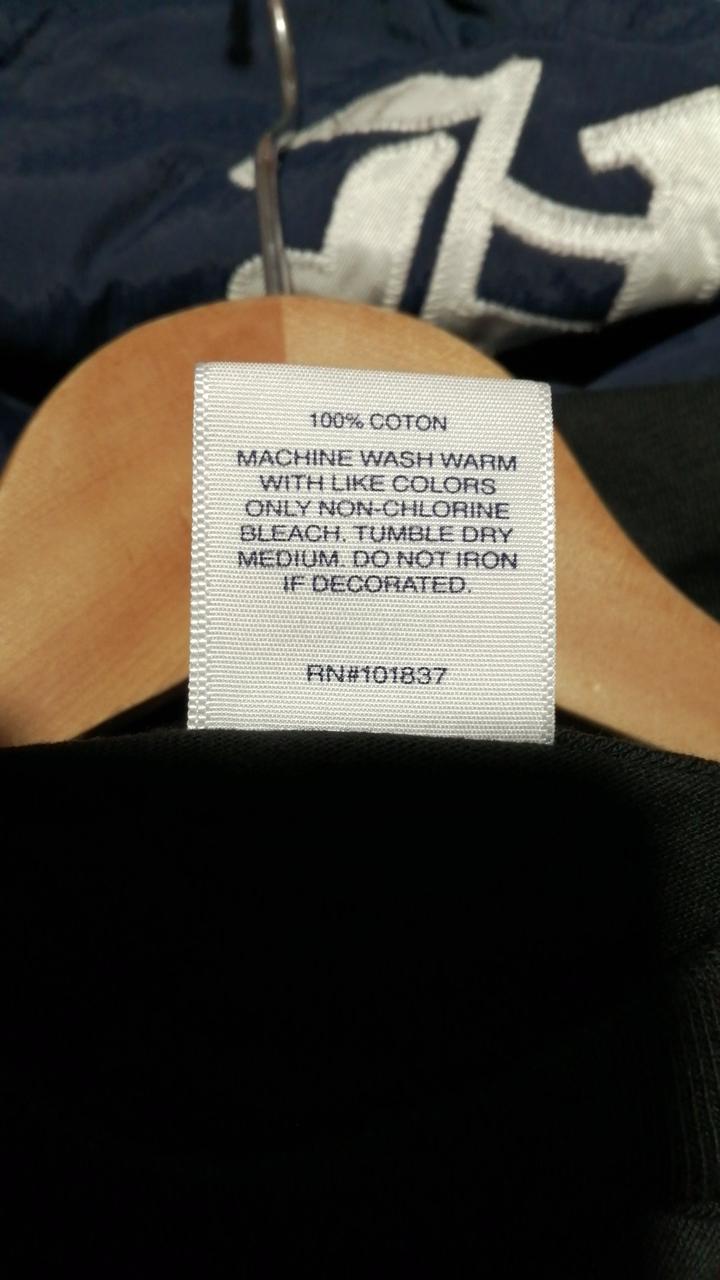 100% COTON
MACHINE WASH WARM
WITH LIKE COLORS
ONLY NON-CHLORINE
BLEACH. TUMBLE DRY
MEDIUM. DO NOT IRON
IF DECORATED.
RN#101837